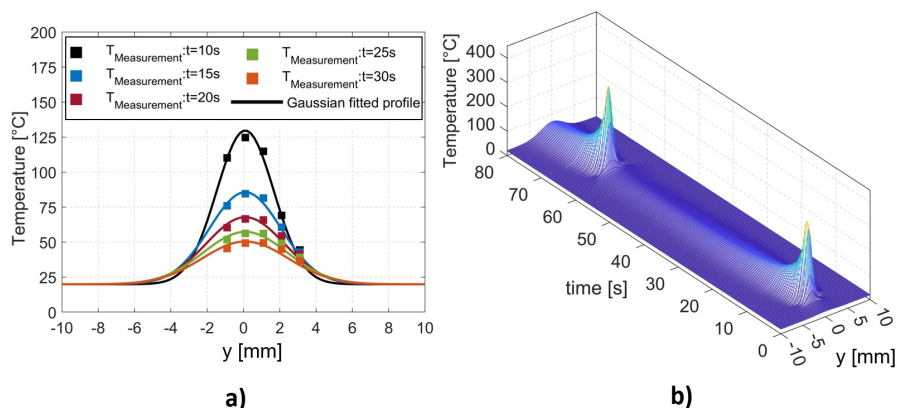 200
175
150
125
100
75
50
25
0
Temperature [°C]
T_Measurement:t=10s
T_Measurement:t=15s
T_Measurement:t=20s
T_Measurement:t=25s
T_Measurement:t=30s
Gaussian fitted profile
-10 -8 -6 -4 -2 0 2 4 6 8 10
y [mm]
a)
400
300
200
100
0
Temperature [°C]
80 70 60 50 40 30 20 10 0
time [s]
-10 -5 0 5 10
y [mm]
b)